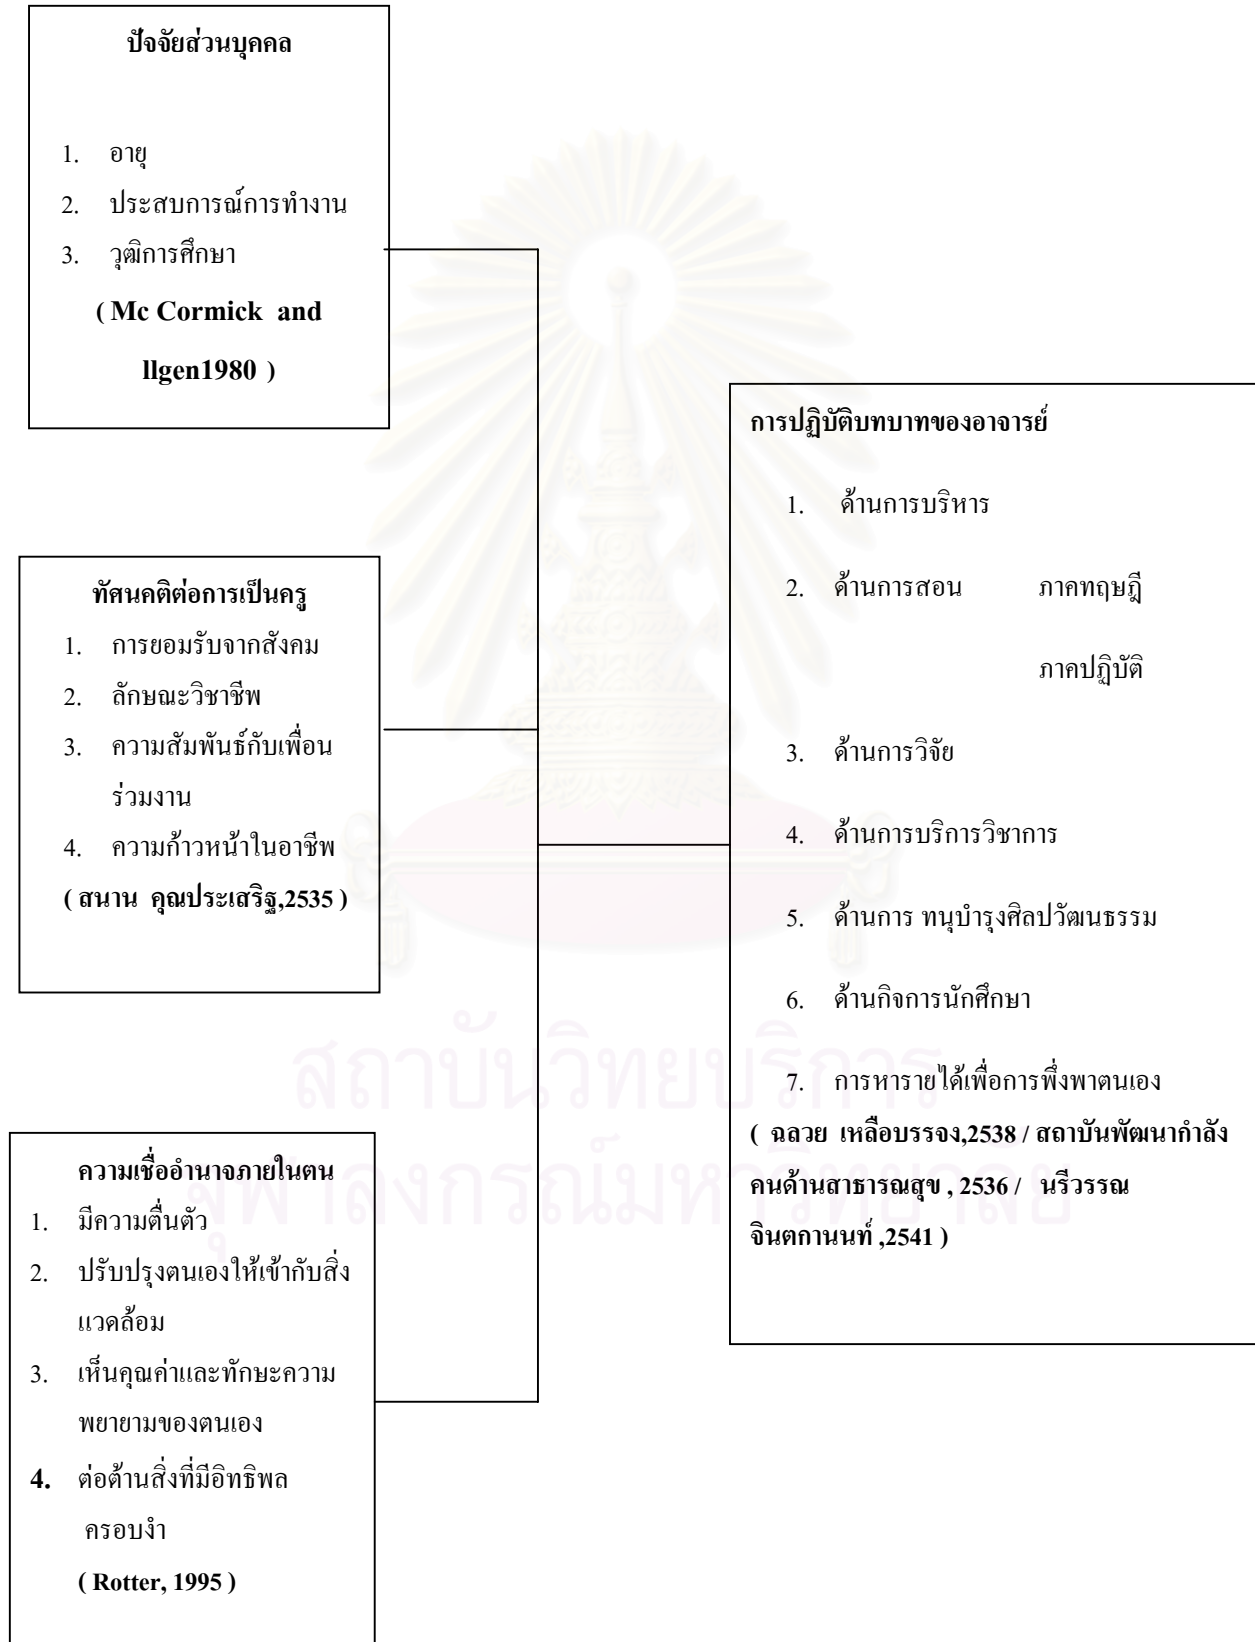 ปัจจัยส่วนบุคคล
1. อายุ
2. ประสบการณ์การทำงาน
3. วุฒิการศึกษา
( Mc Cormick and
llgen1980 )
ทัศนคติต่อการเป็นครู
1. การยอมรับจากสังคม
2. ลักษณะวิชาชีพ
3. ความสัมพันธ์กับเพื่อน
ร่วมงาน
4. ความก้าวหน้าในอาชีพ
( สนาน คุณประเสริฐ,2535 )
ความเชื่ออำนาจภายในตน
1. มีความตื่นตัว
2. ปรับปรุงตนเองให้เข้ากับสิ่ง
แวดล้อม
3. เห็นคุณค่าและทักษะความ
พยายามของตนเอง
4. ต่อต้านสิ่งที่มีอิทธิพล
ครอบงำ
( Rotter, 1995 )
การปฏิบัติบทบาทของอาจารย์
1. ด้านการบริหาร
2. ด้านการสอน ภาคทฤษฎี
ภาคปฏิบัติ
3. ด้านการวิจัย
4. ด้านการบริการวิชาการ
5. ด้านการ ทนุบำรุงศิลปวัฒนธรรม
6. ด้านกิจการนักศึกษา
7. การหารายได้เพื่อการพึ่งพาตนเอง
( ฉลวย เหลือบรรจง,2538 / สถาบันพัฒนากำลัง
คนด้านสาธารณสุข , 2536 / นรีวรรณ
จินตกานนท์ ,2541 )
สถาบันวิทยบริการ
จุฬาลงกรณ์มหาวิทยาลัย